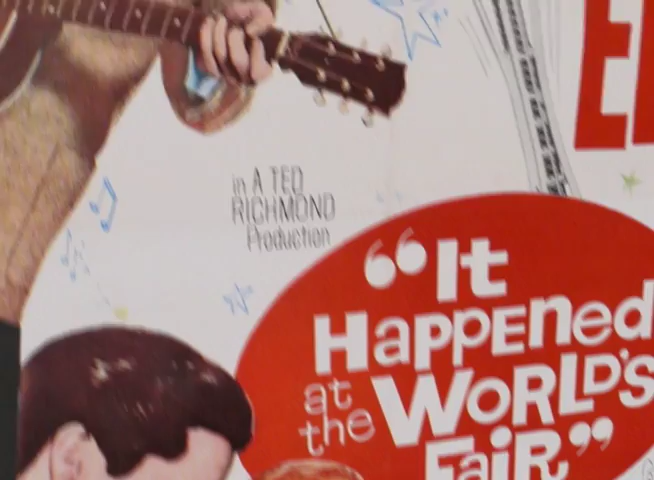 in A TED
RICHMOND
Production
“It
HAPPENED
at the WORLD'S
FAiR”